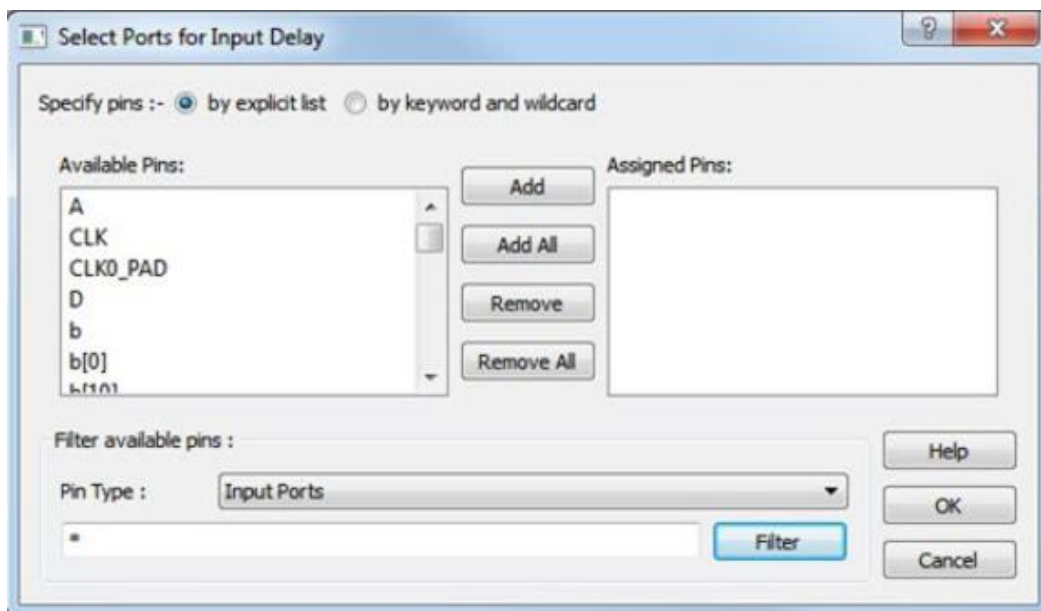 Select Ports for Input Delay
Specify pins :- by explicit list by keyword and wildcard
Available Pins:
A
CLK
CLK0_PAD
D
b
b[0]
b[10]
Add
Add All
Remove
Remove All
Assigned Pins:
Filter available pins :
Pin Type : Input Ports
*
Filter
Help
OK
Cancel